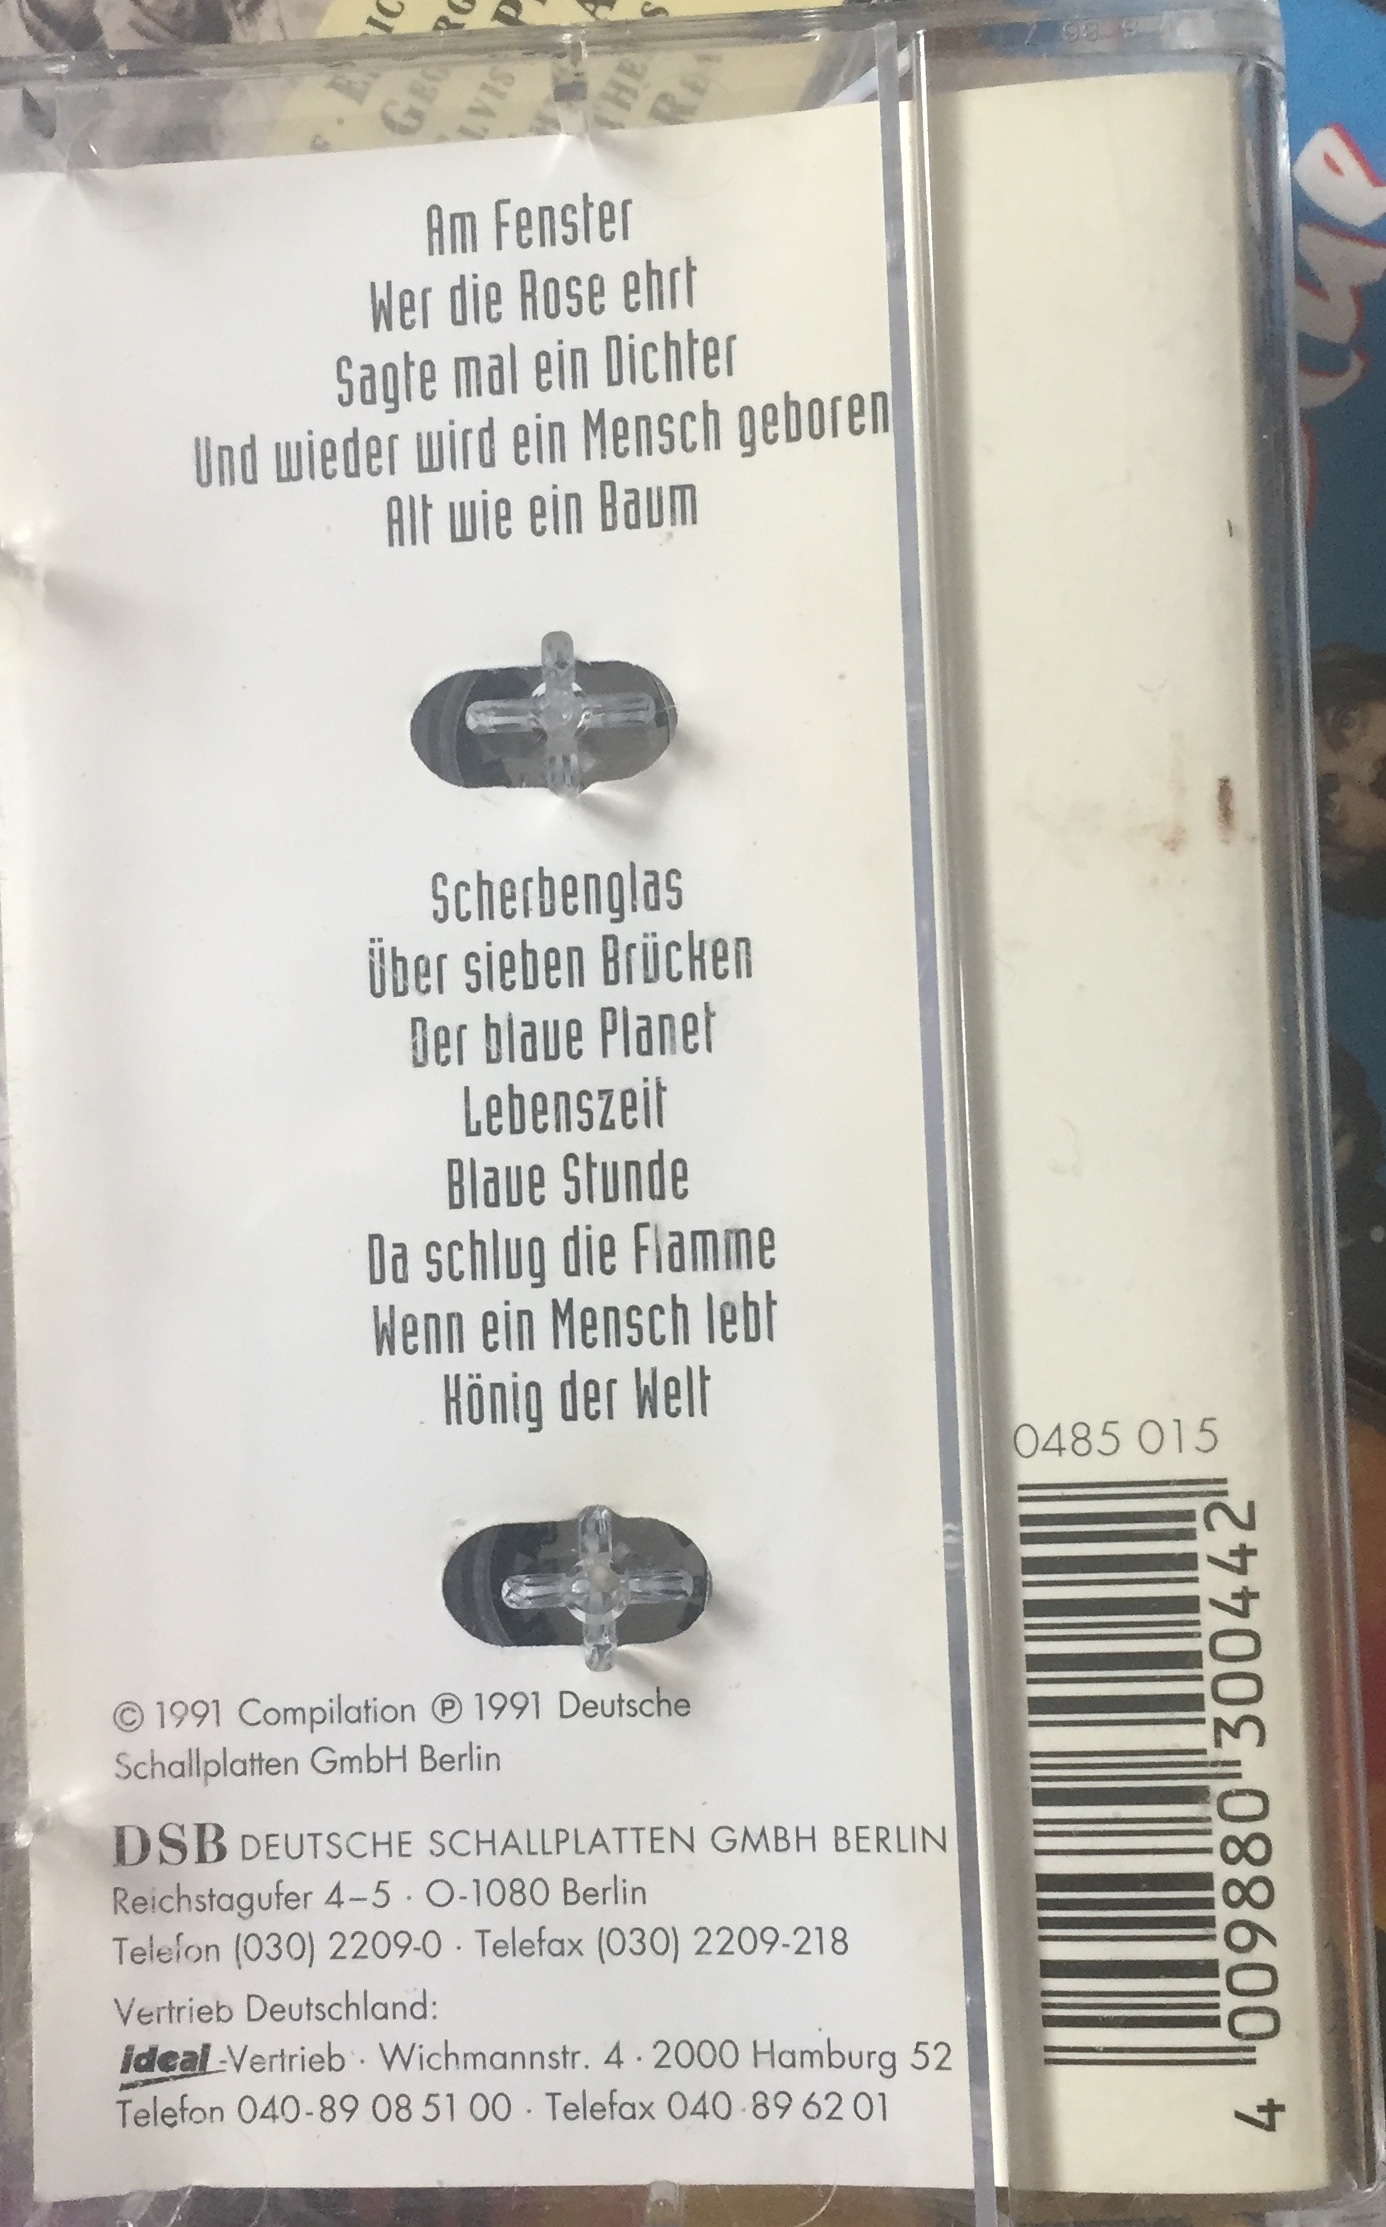 Am Fenster
Wer die Rose ehrt
Sagte mal ein Dichter
Und wieder wird ein Mensch geboren
Alt wie ein Baum
Scherbenglas
Über sieben Brücken
Der blaue Planet
Lebenszeit
Blaue Stunde
Da schlug die Flamme
Wenn ein Mensch lebt
König der Welt
© 1991 Compilation ℗ 1991 Deutsche
Schallplatten GmbH Berlin
DSB DEUTSCHE SCHALLPLATTEN GMBH BERLIN
Reichstagufer 4–5 · O-1080 Berlin
Telefon (030) 2209-0 · Telefax (030) 2209-218
Vertrieb Deutschland:
ideal-Vertrieb · Wichmannstr. 4 · 2000 Hamburg 52
Telefon 040-89 08 51 00 · Telefax 040-89 62 01
0485 015
4 009880 300442